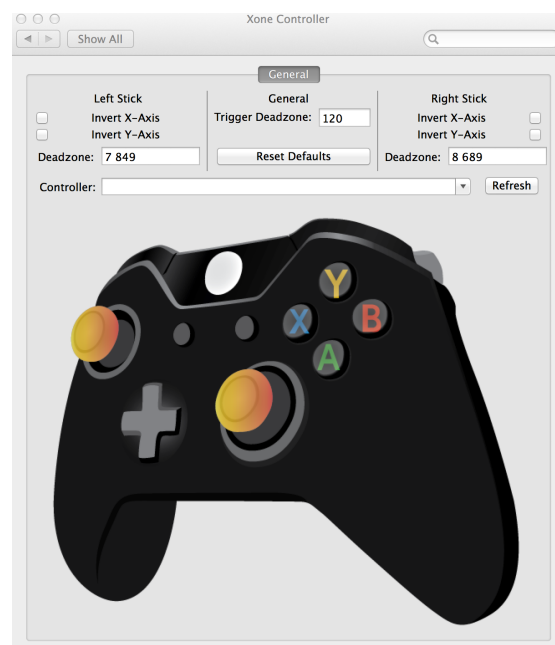 Xone Controller
Show All
General
Left Stick
Invert X-Axis
Invert Y-Axis
Deadzone: 7 849
General
Trigger Deadzone: 120
Reset Defaults
Right Stick
Invert X-Axis
Invert Y-Axis
Deadzone: 8 689
Controller:
Refresh
Y
X
B
A